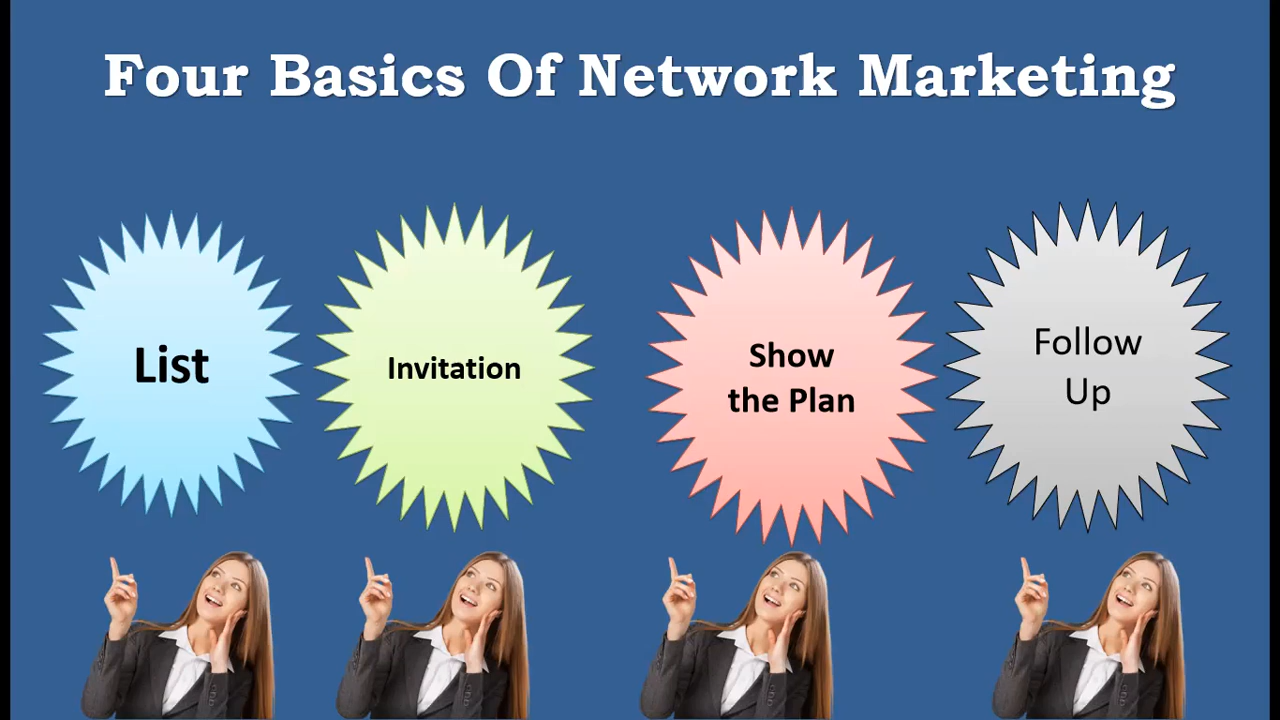 Four Basics Of Network Marketing
List
Invitation
Show
the Plan
Follow
Up